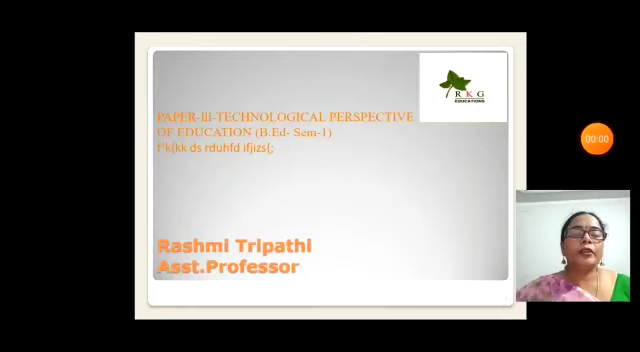 R K G
EDUCATIONS
PAPER-III-TECHNOLOGICAL PERSPECTIVE
OF EDUCATION (B.Ed- Sem-1)
f'k{kk ds rduhfd ifjizs{;
Rashmi Tripathi
Asst.Professor
00:00